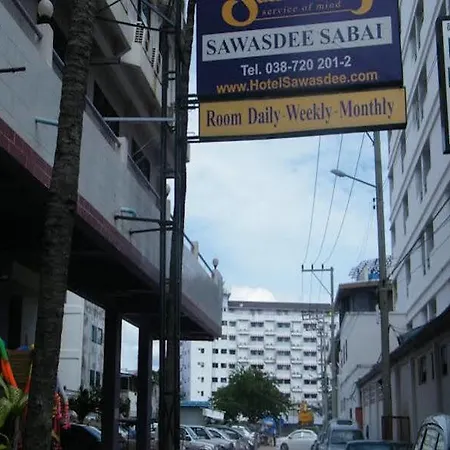 service of mind
SAWASDEE SABAI
Tel. 038-720 201-2
www.HotelSawasdee.com
Room Daily-Weekly-Monthly